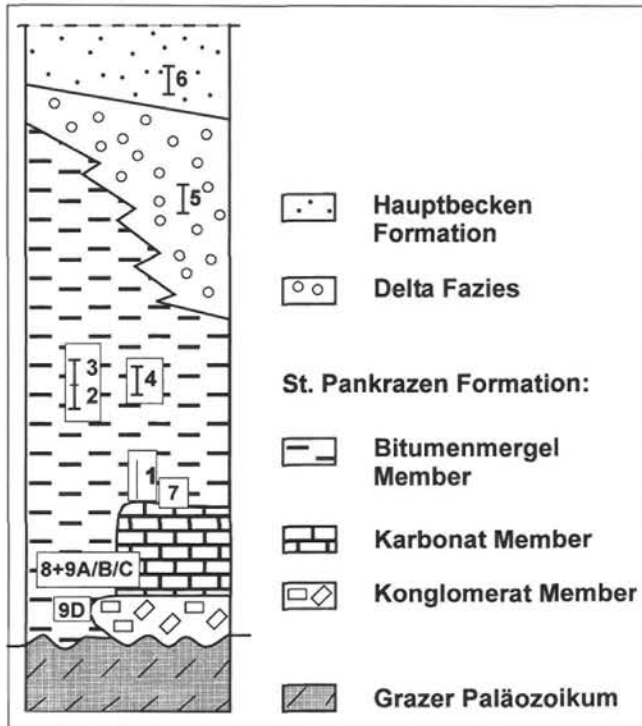 6
5
3
2
4
1
7
8+9A/B/C
9D
Hauptbecken
Formation
Delta Fazies
St. Pankrazen Formation:
Bitumenmergel
Member
Karbonat Member
Konglomerat Member
Grazer Paläozoikum